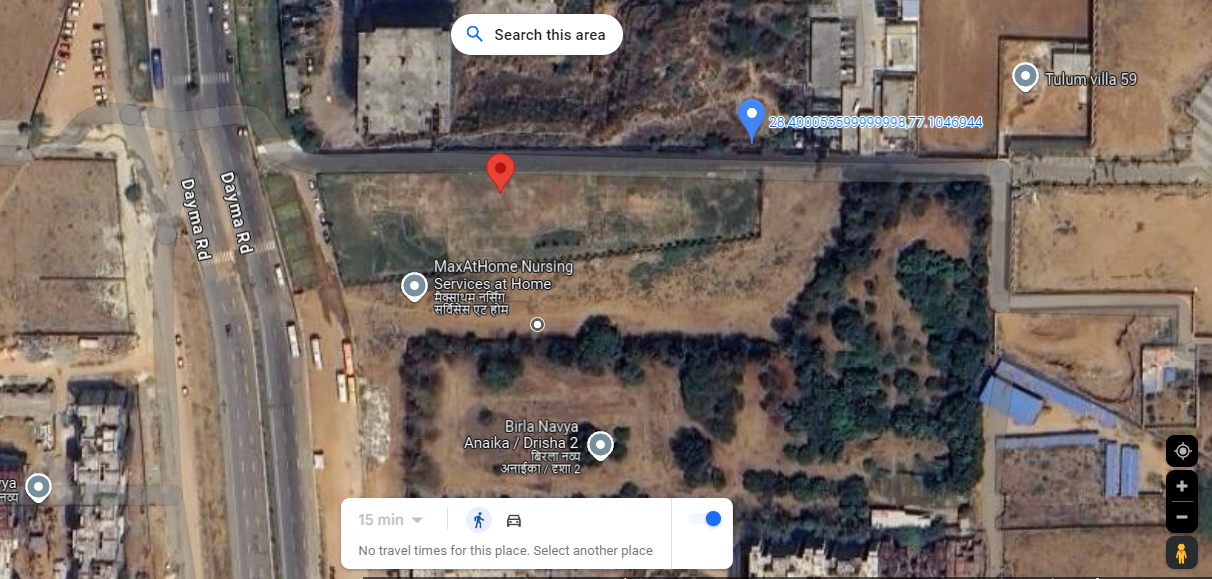 Search this area
Tulum villa 59
28.400055599999998,77.1046944
Dayma Rd
Dayma Rd
MaxAtHome Nursing
Services at Home
मैक्साथम नर्सिंग
सर्विसेस एट होम
Birla Navya
Anaika / Drisha 2
बिरला नव्य
अनाईका / दृशा 2
नव्य
15 min
No travel times for this place. Select another place